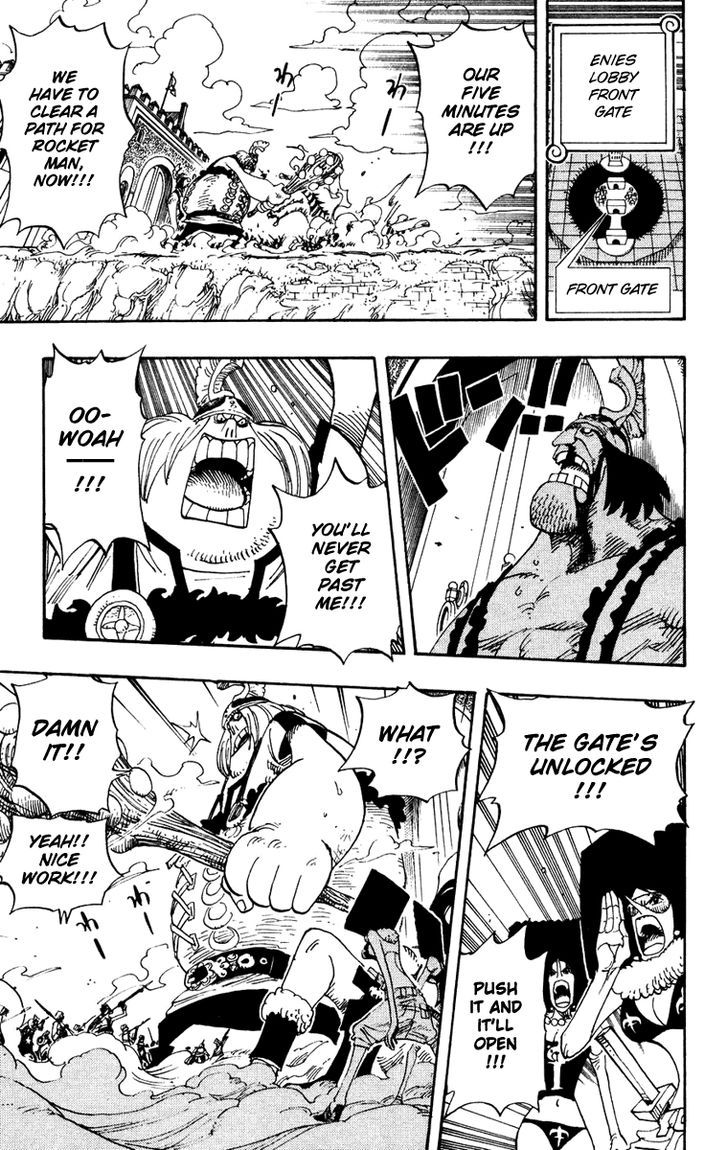 ENIES
LOBBY
FRONT
GATE
FRONT GATE
OUR
FIVE
MINUTES
ARE UP
!!!
WE
HAVE TO
CLEAR A
PATH FOR
ROCKET
MAN,
NOW!!!
ドド!!
OO-
WOAH
!!!
YOU'LL
NEVER
GET
PAST
ME!!!
THE GATE'S
UNLOCKED
!!!
PUSH
IT AND
IT'LL
OPEN
!!!
WHAT
!!?
DAMN
IT!!
YEAH!!
NICE
WORK!!!